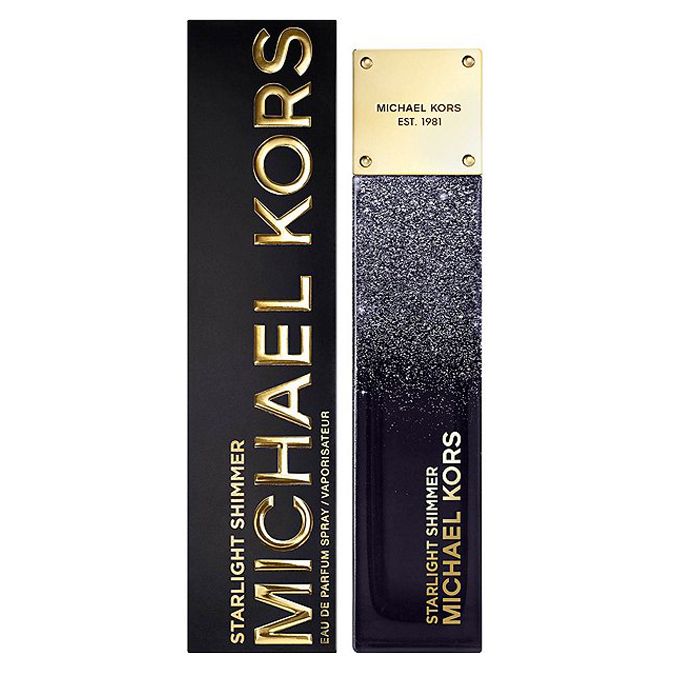 STARLIGHT SHIMMER
MICHAEL KORS
EAU DE PARFUM SPRAY / VAPORISATEUR
MICHAEL KORS
EST. 1981
STARLIGHT SHIMMER
MICHAEL KORS